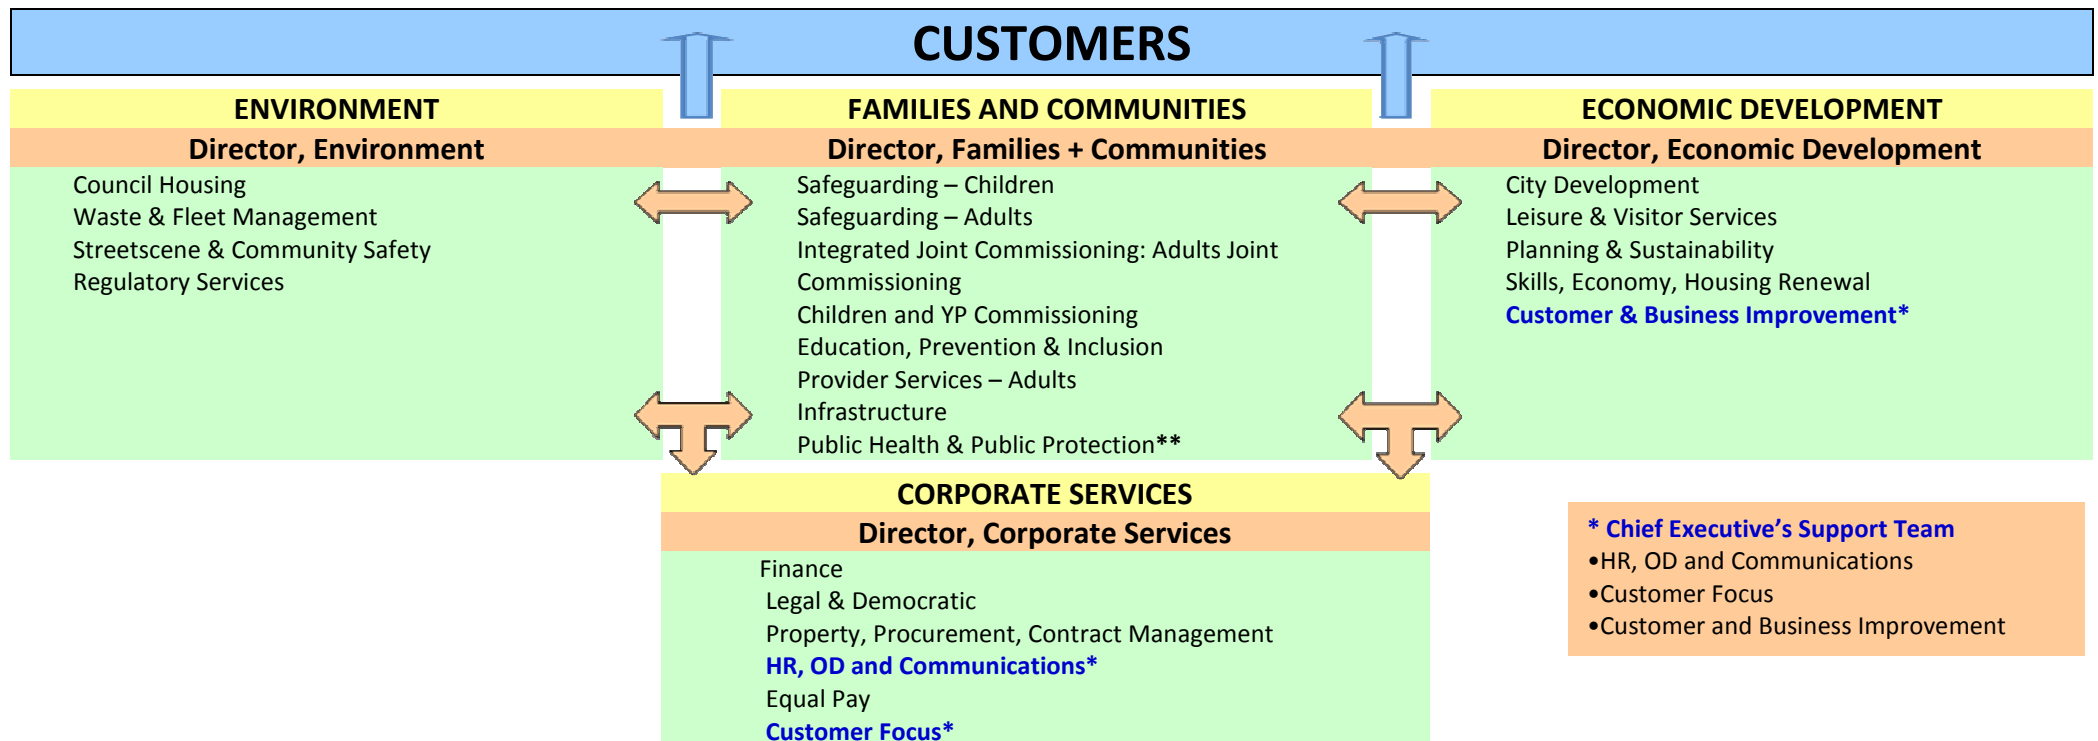 CUSTOMERS
ENVIRONMENT
Director, Environment
Council Housing
Waste & Fleet Management
Streetscene & Community Safety
Regulatory Services
FAMILIES AND COMMUNITIES
Director, Families + Communities
Safeguarding – Children
Safeguarding – Adults
Integrated Joint Commissioning: Adults Joint
Commissioning
Children and YP Commissioning
Education, Prevention & Inclusion
Provider Services – Adults
Infrastructure
Public Health & Public Protection**
ECONOMIC DEVELOPMENT
Director, Economic Development
City Development
Leisure & Visitor Services
Planning & Sustainability
Skills, Economy, Housing Renewal
Customer & Business Improvement*
CORPORATE SERVICES
Director, Corporate Services
Finance
Legal & Democratic
Property, Procurement, Contract Management
HR, OD and Communications*
Equal Pay
Customer Focus*
* Chief Executive’s Support Team
•HR, OD and Communications
•Customer Focus
•Customer and Business Improvement